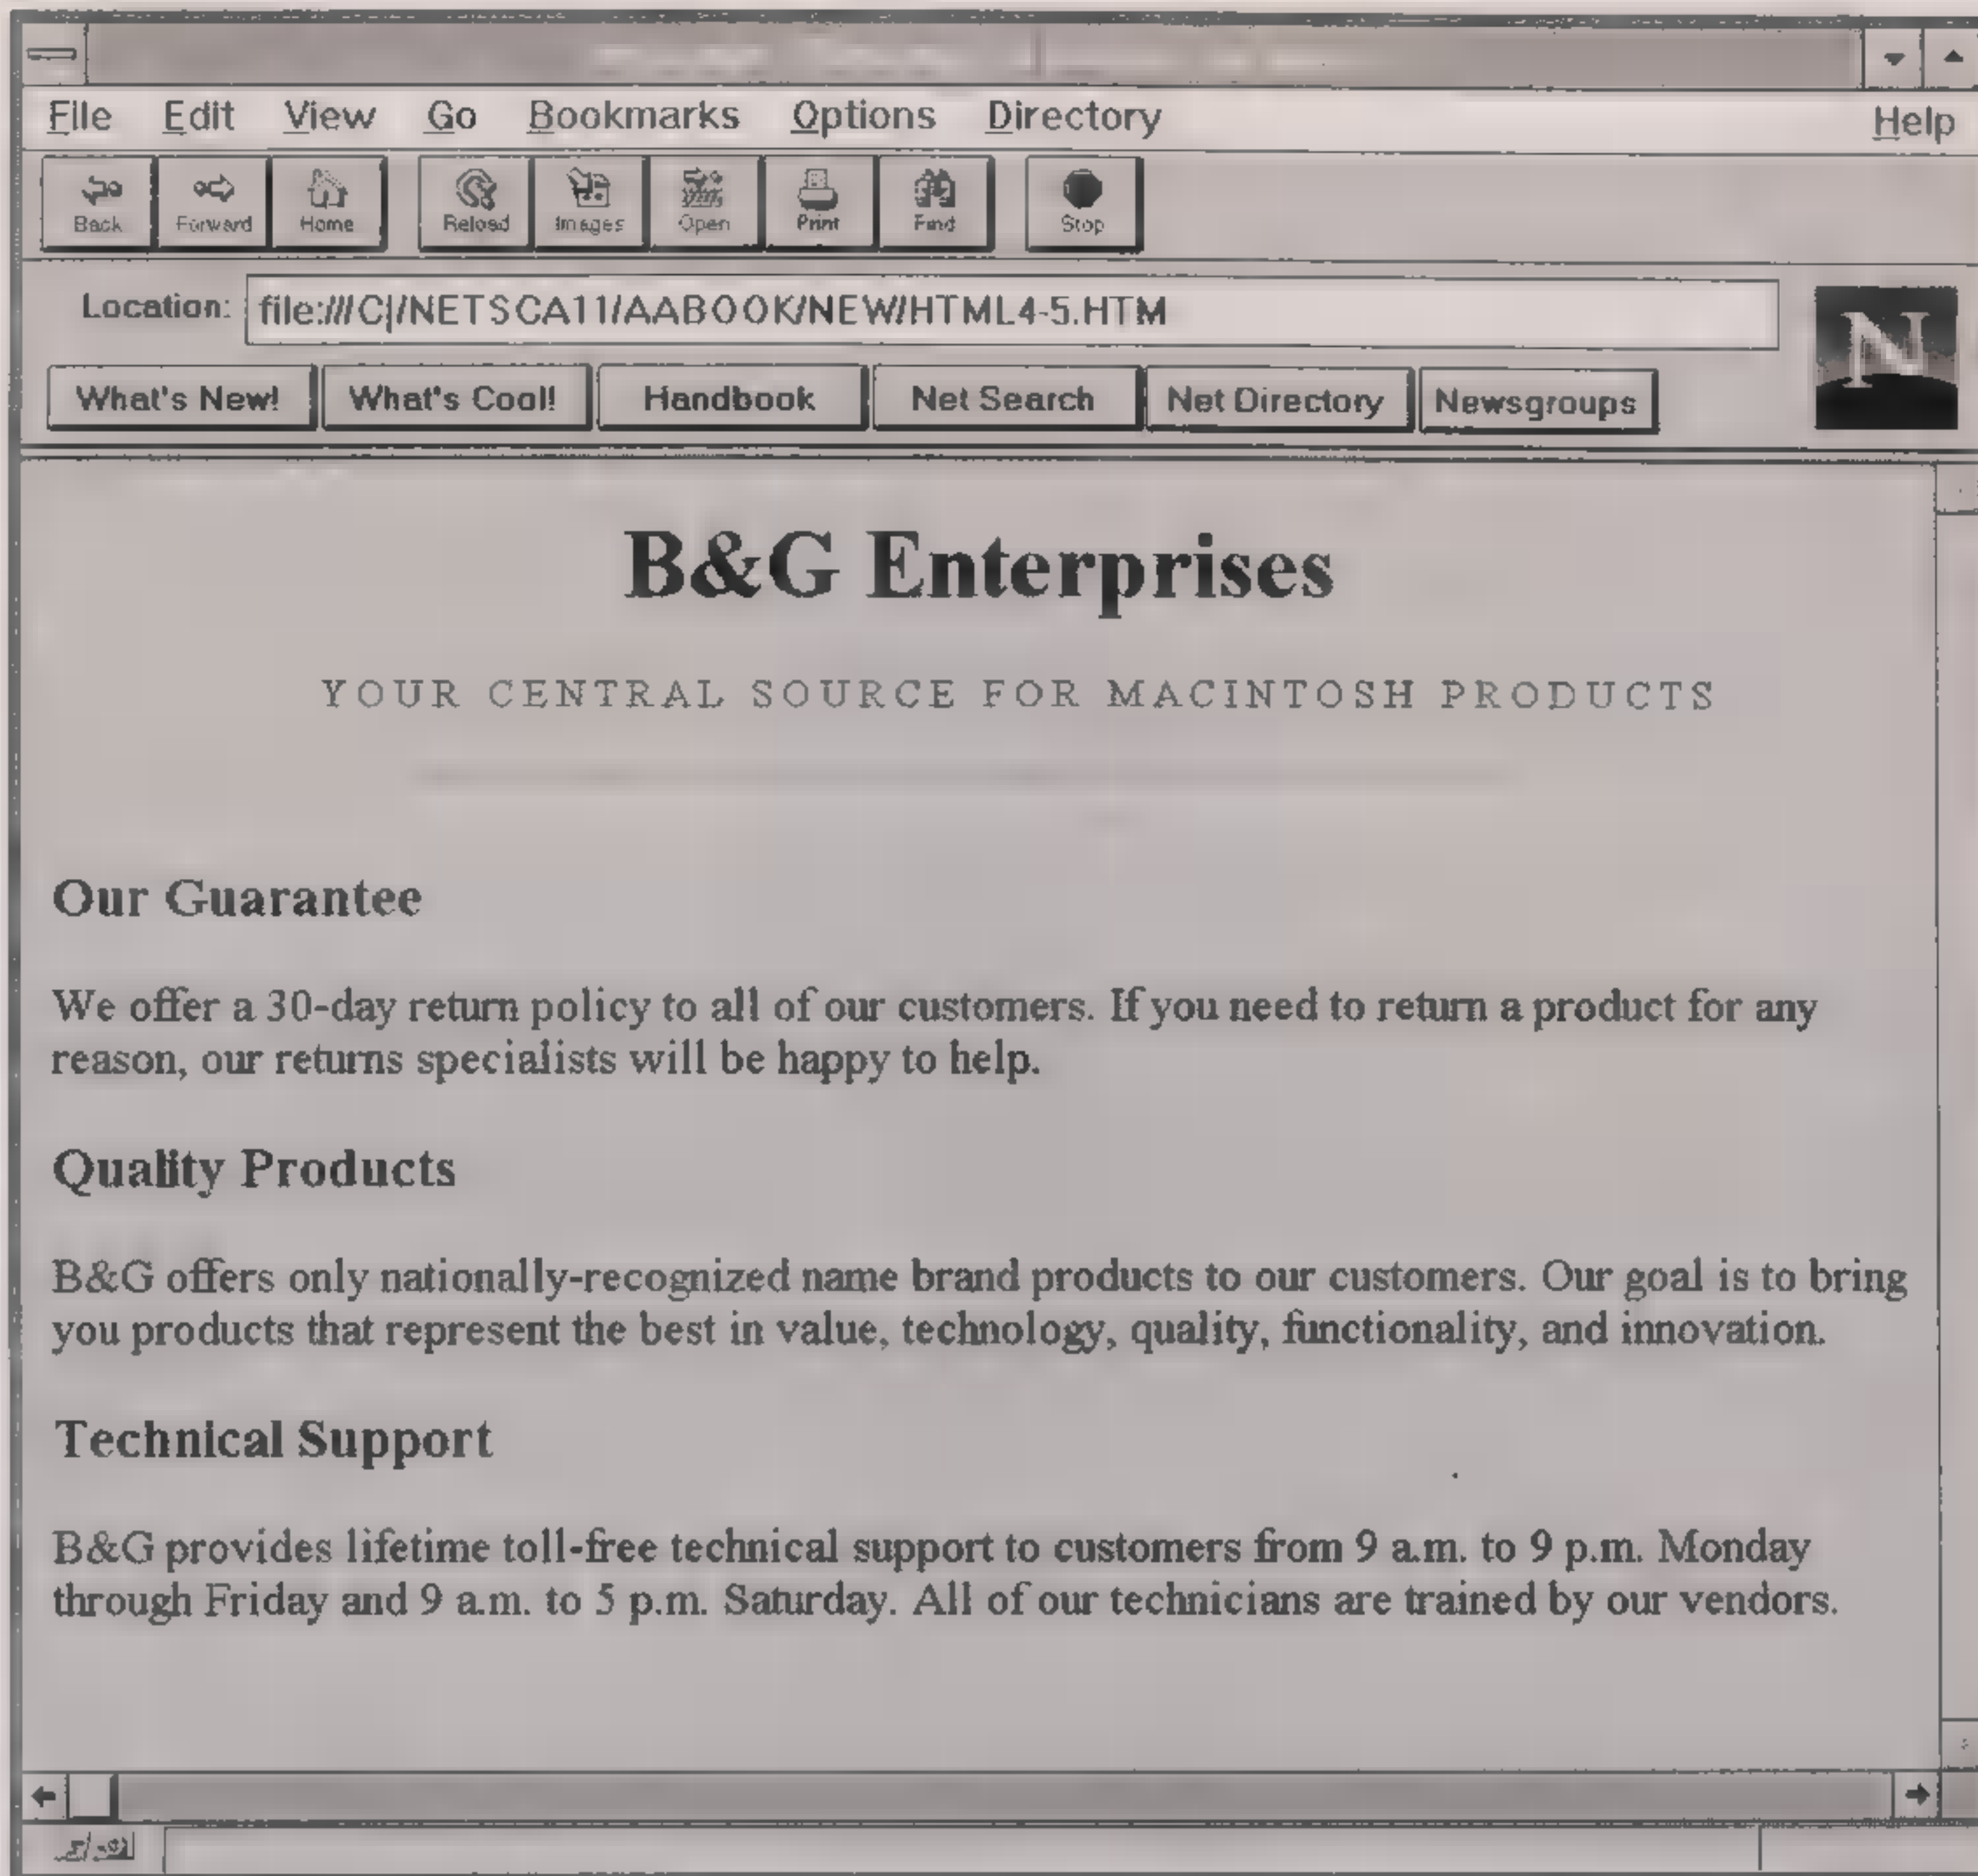 File Edit View Go Bookmarks Options Directory Help
Back Forward Home Reload Images Open Print Find Stop
Location: file:///C|/NETSCA11/AABOOK/NEW/HTML4-5.HTM
N
What's New! What's Cool! Handbook Net Search Net Directory Newsgroups
B&G Enterprises
YOUR CENTRAL SOURCE FOR MACINTOSH PRODUCTS
Our Guarantee
We offer a 30-day return policy to all of our customers. If you need to return a product for any
reason, our returns specialists will be happy to help.
Quality Products
B&G offers only nationally-recognized name brand products to our customers. Our goal is to bring
you products that represent the best in value, technology, quality, functionality, and innovation.
Technical Support
B&G provides lifetime toll-free technical support to customers from 9 a.m. to 9 p.m. Monday
through Friday and 9 a.m. to 5 p.m. Saturday. All of our technicians are trained by our vendors.